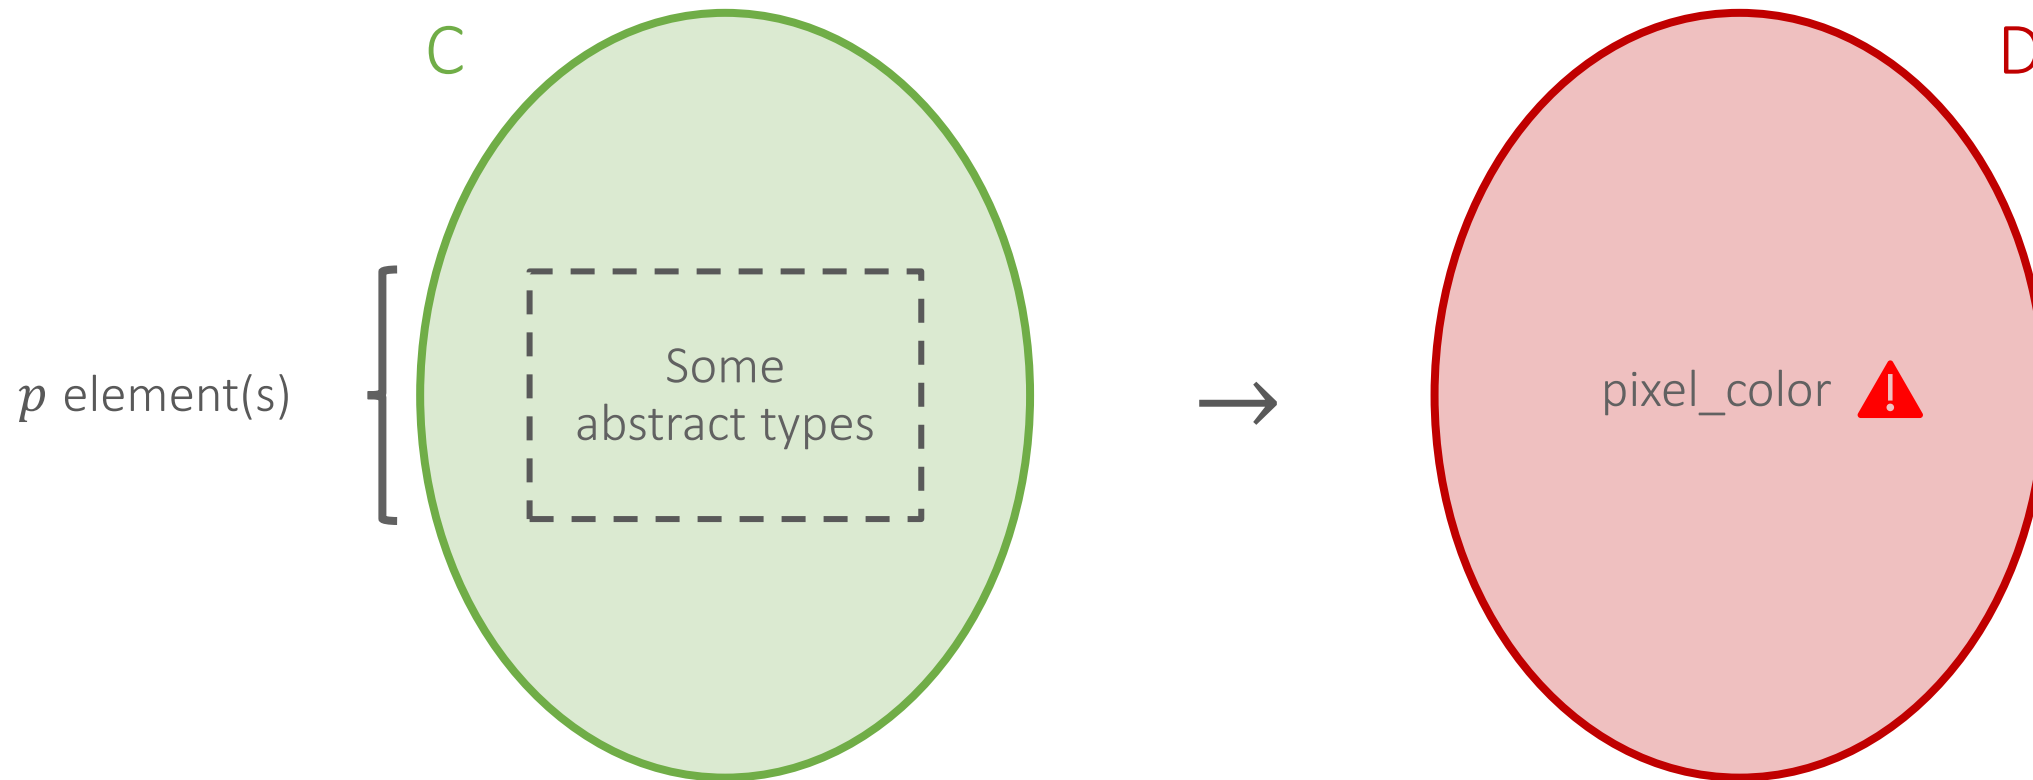 C
D
p element(s)
Some
abstract types
→
pixel_color